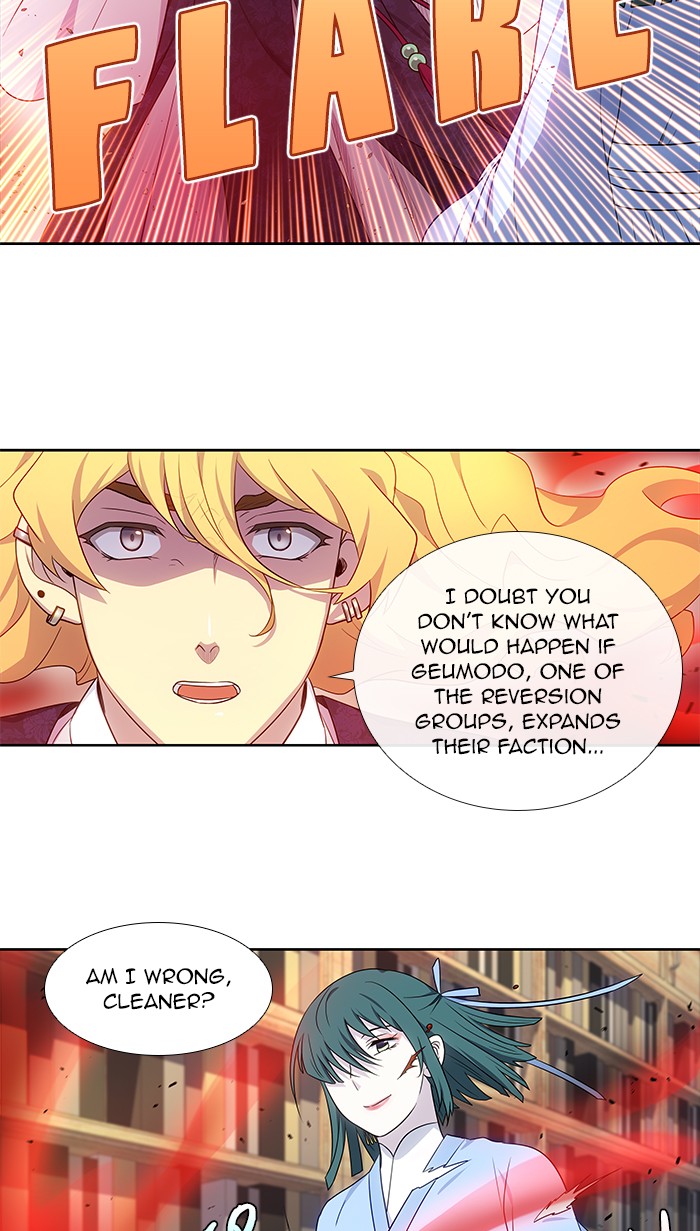 FLARE
I DOUBT YOU
DON'T KNOW WHAT
WOULD HAPPEN IF
GEUMODO, ONE OF
THE REVERSION
GROUPS, EXPANDS
THEIR FACTION...
AM I WRONG,
CLEANER?